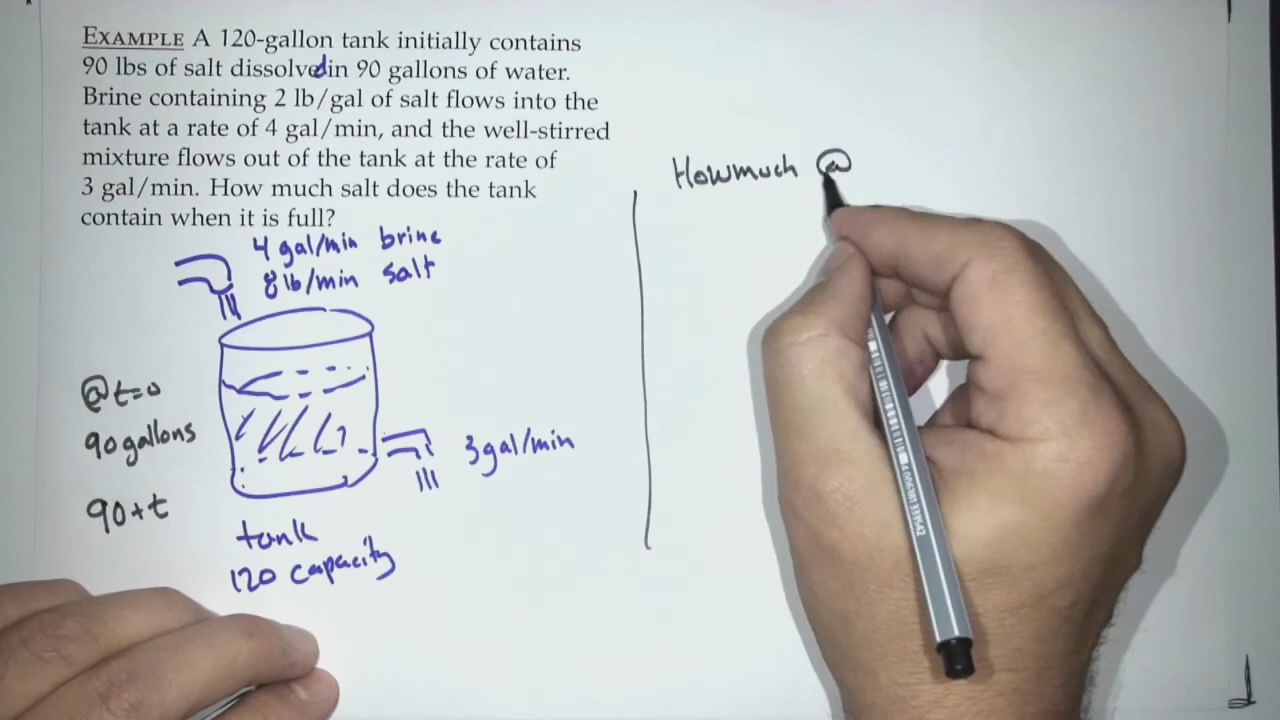 EXAMPLE A 120-gallon tank initially contains
90 lbs of salt dissolved in 90 gallons of water.
Brine containing 2 lb/gal of salt flows into the
tank at a rate of 4 gal/min, and the well-stirred
mixture flows out of the tank at the rate of
3 gal/min. How much salt does the tank
contain when it is full?
How much @
4 gal/min brine
8 lb/min salt
@ t=0
90 gallons
3 gal/min
90+t
tank
120 capacity